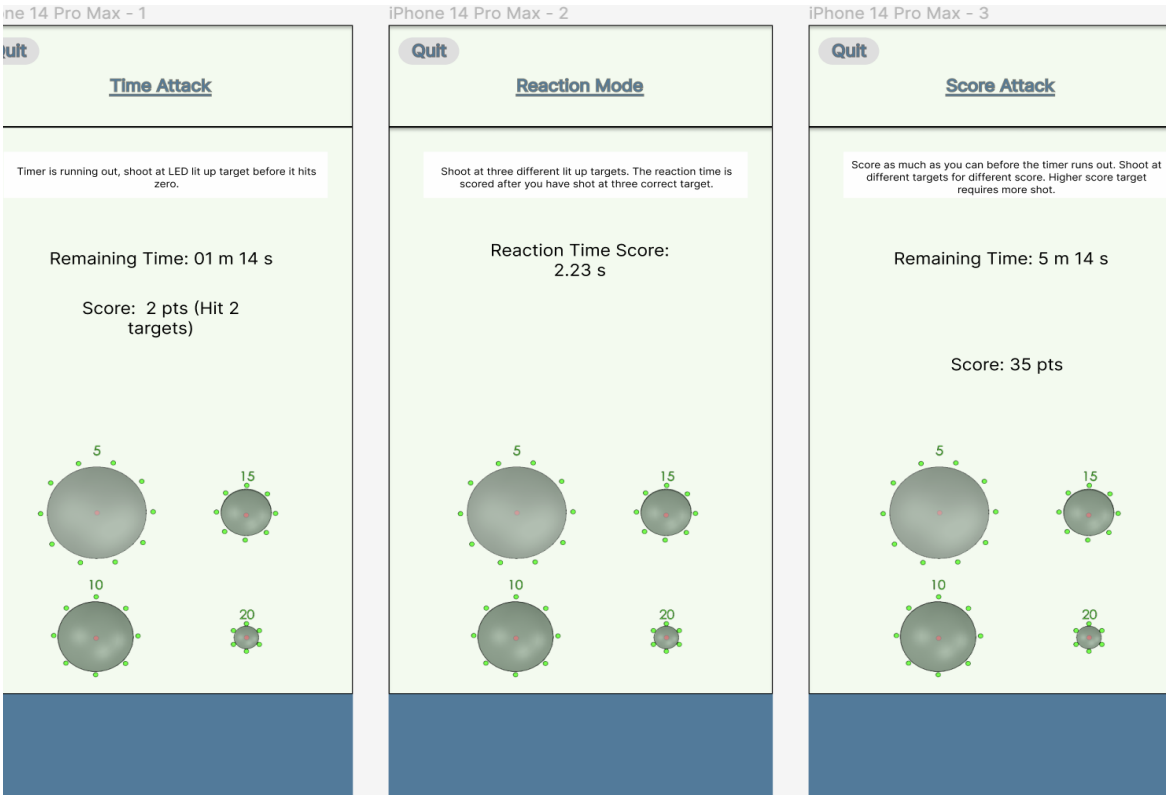 ne 14 Pro Max - 1
Quit
Time Attack
Timer is running out, shoot at LED lit up target before it hits
zero.
Remaining Time: 01 m 14 s
Score: 2 pts (Hit 2
targets)
5
15
10
20
iPhone 14 Pro Max - 2
Quit
Reaction Mode
Shoot at three different lit up targets. The reaction time is
scored after you have shot at three correct target.
Reaction Time Score:
2.23 s
5
15
10
20
iPhone 14 Pro Max - 3
Quit
Score Attack
Score as much as you can before the timer runs out. Shoot at
different targets for different score. Higher score target
requires more shot.
Remaining Time: 5 m 14 s
Score: 35 pts
5
15
10
20